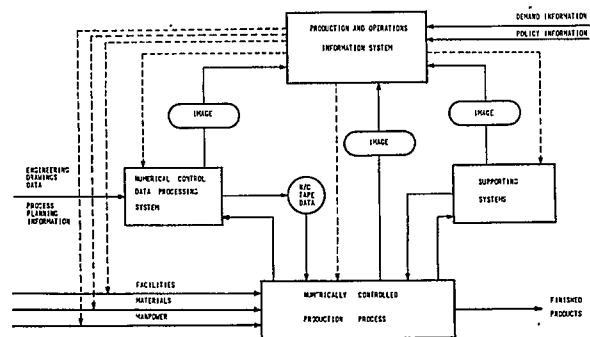 DEMAND INFORMATION
POLICY INFORMATION
PRODUCTION AND OPERATIONS
INFORMATION SYSTEM
IMAGE
IMAGE
IMAGE
ENGINEERING
DRAWINGS
DATA
PROCESS
PLANNING
INFORMATION
NUMERICAL CONTROL
DATA PROCESSING
SYSTEM
N/C
TAPE
DATA
SUPPORTING
SYSTEMS
FACILITIES
MATERIALS
MANPOWER
NUMERICALLY CONTROLLED
PRODUCTION PROCESS
FINISHED
PRODUCTS